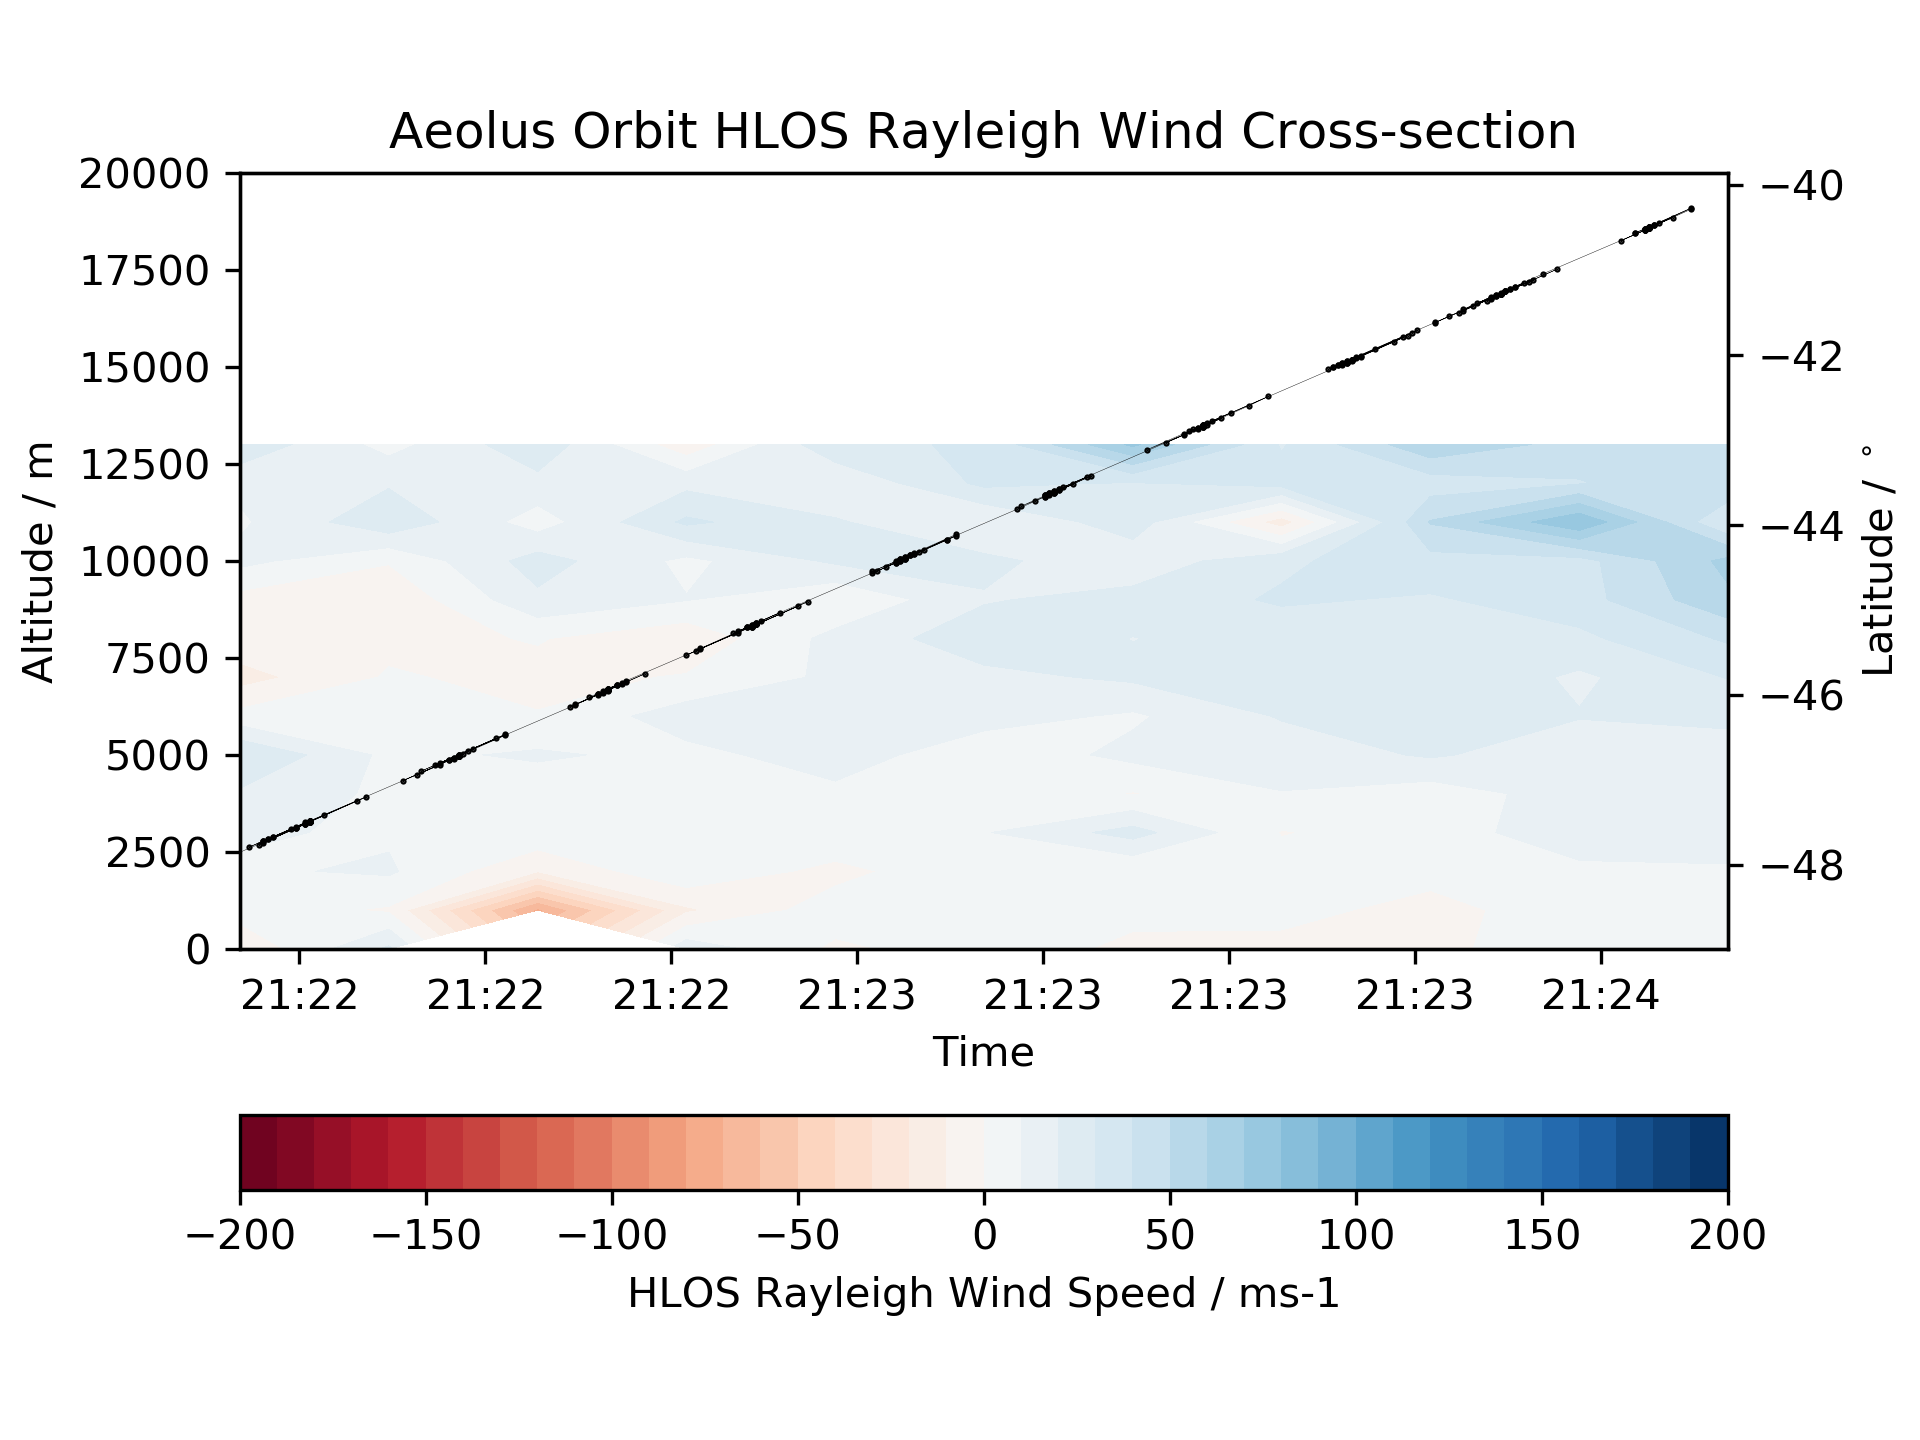 Aeolus Orbit HLOS Rayleigh Wind Cross-section
20000
17500
15000
12500
10000
7500
5000
2500
0
Altitude / m
−40
−42
−44
−46
−48
Latitude / °
21:22 21:22 21:22 21:23 21:23 21:23 21:23 21:24
Time
−200 −150 −100 −50 0 50 100 150 200
HLOS Rayleigh Wind Speed / ms-1